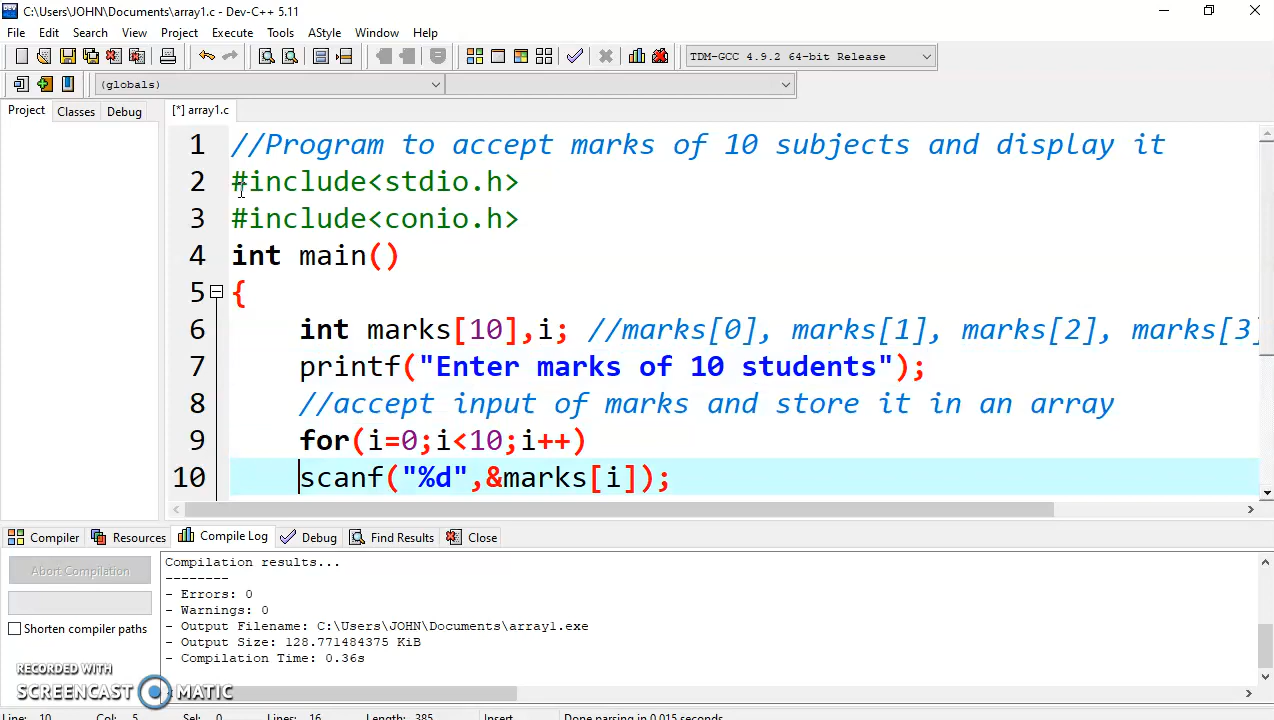 C:\Users\JOHN\Documents\array1.c - Dev-C++ 5.11
File Edit Search View Project Execute Tools AStyle Window Help
TDM-GCC 4.9.2 64-bit Release
(globals)
Project Classes Debug [*] array1.c
1 //Program to accept marks of 10 subjects and display it
2 #include<stdio.h>
3 #include<conio.h>
4 int main()
5 {
6 int marks[10],i; //marks[0], marks[1], marks[2], marks[3]
7 printf("Enter marks of 10 students");
8 //accept input of marks and store it in an array
9 for(i=0;i<10;i++)
10 scanf("%d",&marks[i]);
Compiler Resources Compile Log Debug Find Results Close
Abort Compilation
Shorten compiler paths
Compilation results...
--------
- Errors: 0
- Warnings: 0
- Output Filename: C:\Users\JOHN\Documents\array1.exe
- Output Size: 128.771484375 KiB
- Compilation Time: 0.36s
RECORDED WITH
SCREENCAST MATIC
Line: 10 Col: 5 Sel: 0 Lines: 16 Length: 385 Insert Done parsing in 0.015 seconds